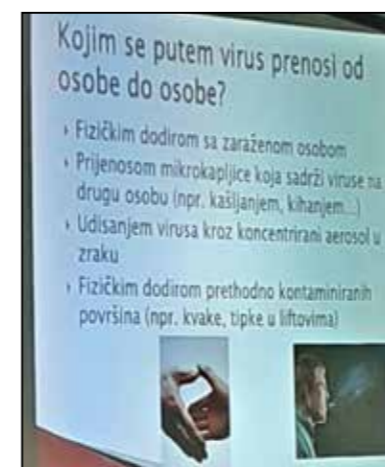 Kojim se putem virus prenosi od
osobe do osobe?
› Fizičkim dodirom sa zaraženom osobom
› Prijenosom mikrokapljice koja sadrži viruse na
drugu osobu (npr. kašljanjem, kihanjem...)
› Udisanjem virusa kroz koncentrirani aerosol u
zraku
› Fizičkim dodirom prethodno kontaminiranih
površina (npr. kvake, tipke u liftovima)